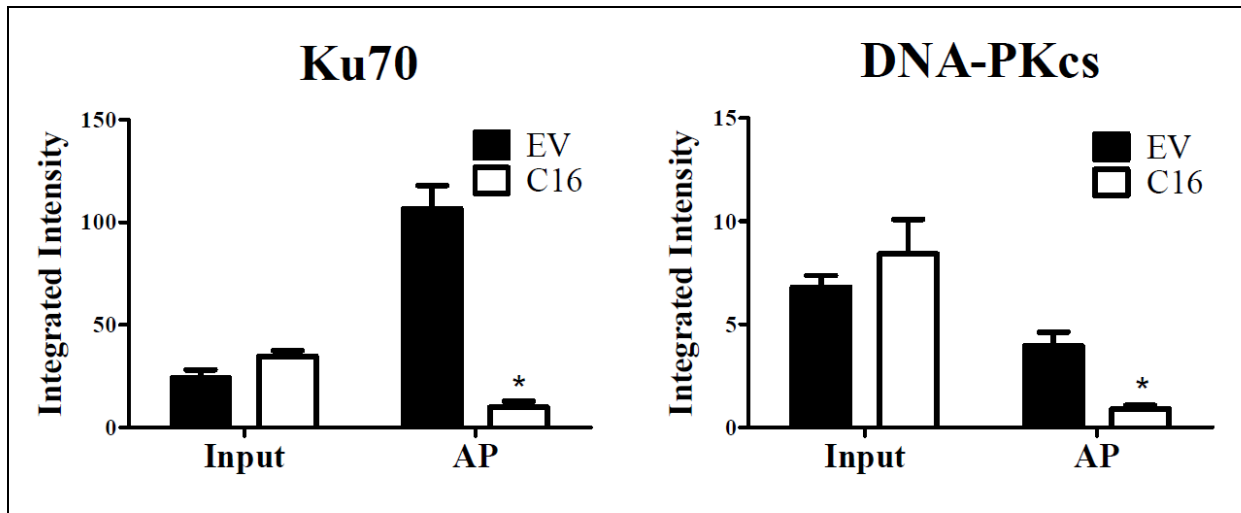 Ku70
Integrated Intensity
150
100
50
0
EV
C16
*
Input AP
DNA-PKcs
Integrated Intensity
15
10
5
0
EV
C16
*
Input AP